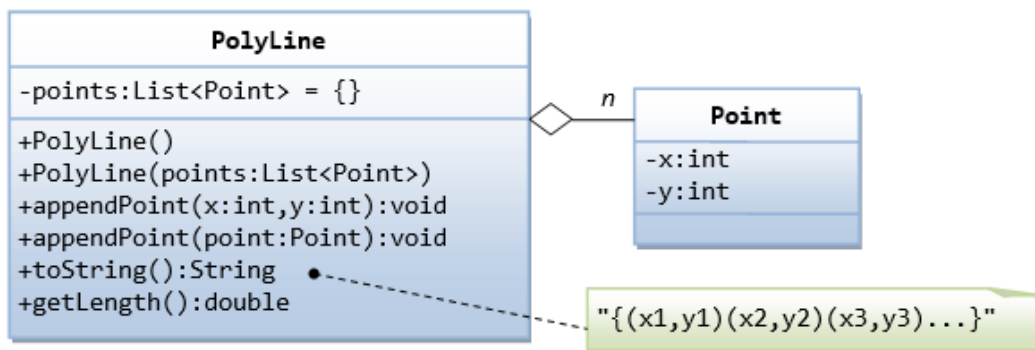 PolyLine
-points:List<Point> = {}
+PolyLine()
+PolyLine(points:List<Point>)
+appendPoint(x:int,y:int):void
+appendPoint(point:Point):void
+toString():String
+getLength():double
n
Point
-x:int
-y:int
"{(x1,y1)(x2,y2)(x3,y3)...}"